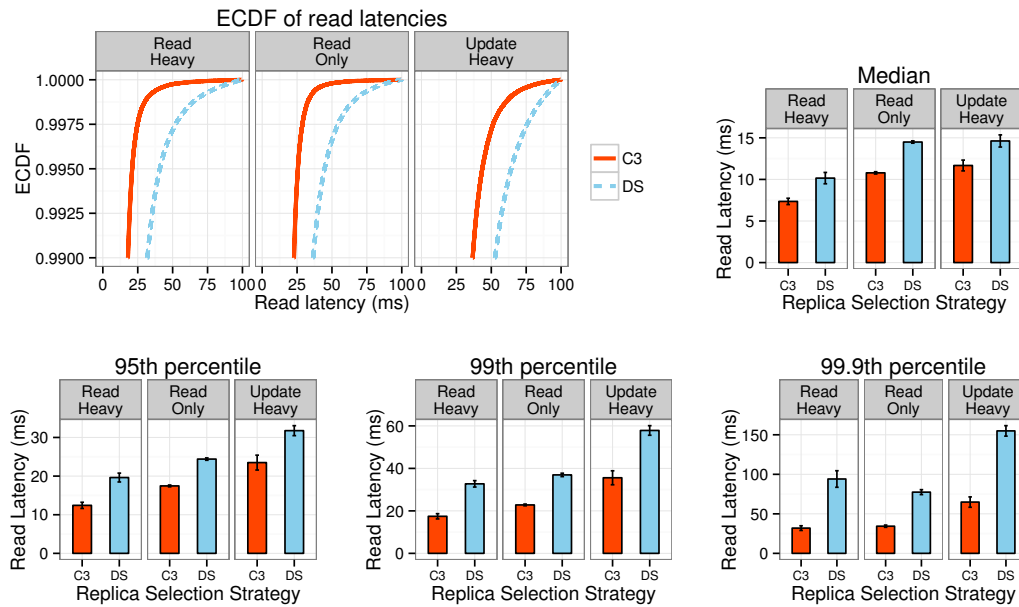 ECDF of read latencies
Read
Heavy
Read
Only
Update
Heavy
ECDF
1.0000
0.9975
0.9950
0.9925
0.9900
0 25 50 75 100 0 25 50 75 100 0 25 50 75 100
Read latency (ms)
C3
DS
Median
Read
Heavy
Read
Only
Update
Heavy
Read Latency (ms)
15
10
5
0
C3 DS C3 DS C3 DS
Replica Selection Strategy
95th percentile
Read
Heavy
Read
Only
Update
Heavy
Read Latency (ms)
30
20
10
0
C3 DS C3 DS C3 DS
Replica Selection Strategy
99th percentile
Read
Heavy
Read
Only
Update
Heavy
Read Latency (ms)
60
40
20
0
C3 DS C3 DS C3 DS
Replica Selection Strategy
99.9th percentile
Read
Heavy
Read
Only
Update
Heavy
Read Latency (ms)
150
100
50
0
C3 DS C3 DS C3 DS
Replica Selection Strategy